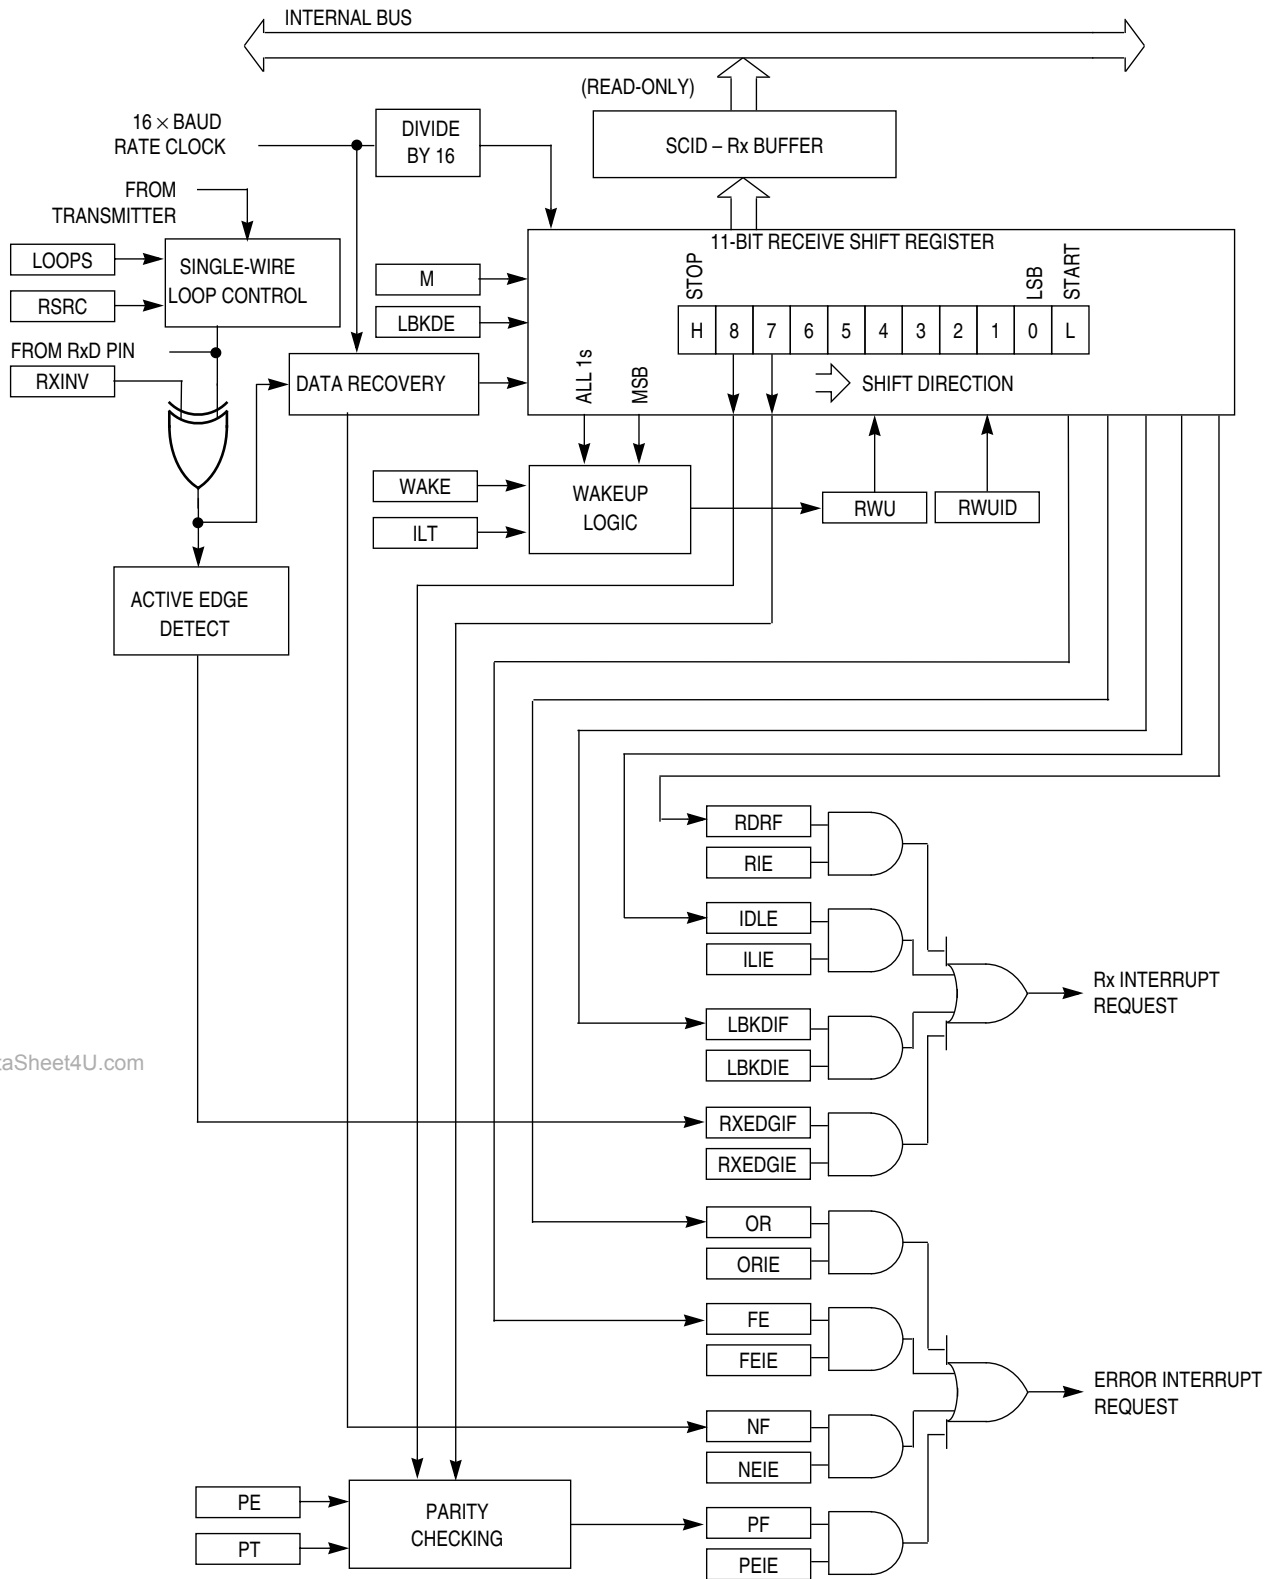 INTERNAL BUS
(READ-ONLY)
16 × BAUD
RATE CLOCK
DIVIDE
BY 16
SCID – Rx BUFFER
FROM
TRANSMITTER
11-BIT RECEIVE SHIFT REGISTER
LOOPS
RSRC
SINGLE-WIRE
LOOP CONTROL
M
LBKDE
STOP
LSB
START
H 8 7 6 5 4 3 2 1 0 L
FROM RxD PIN
RXINV
DATA RECOVERY
ALL 1s
MSB
SHIFT DIRECTION
WAKE
ILT
WAKEUP
LOGIC
RWU
RWUID
ACTIVE EDGE
DETECT
RDRF
RIE
IDLE
ILIE
Rx INTERRUPT
REQUEST
LBKDIF
LBKDIE
taSheet4U.com
RXEDGIF
RXEDGIE
OR
ORIE
FE
FEIE
ERROR INTERRUPT
REQUEST
NF
NEIE
PE
PT
PARITY
CHECKING
PF
PEIE